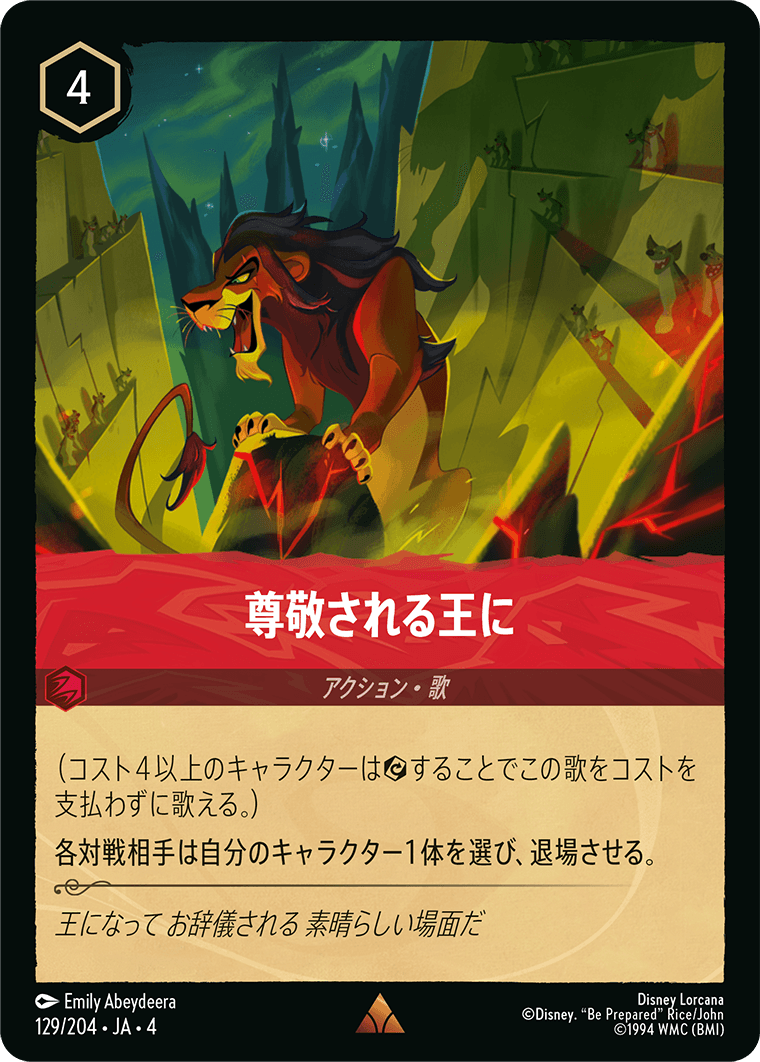 4
尊敬される王に
アクション・歌
(コスト4以上のキャラクターはすることでこの歌をコストを
支払わずに歌える。)
各対戦相手は自分のキャラクター1体を選び、退場させる。
王になって お辞儀される 素晴らしい場面だ
Emily Abeydeera
129/204・JA・4
Disney Lorcana
©Disney. “Be Prepared” Rice/John
©1994 WMC (BMI)